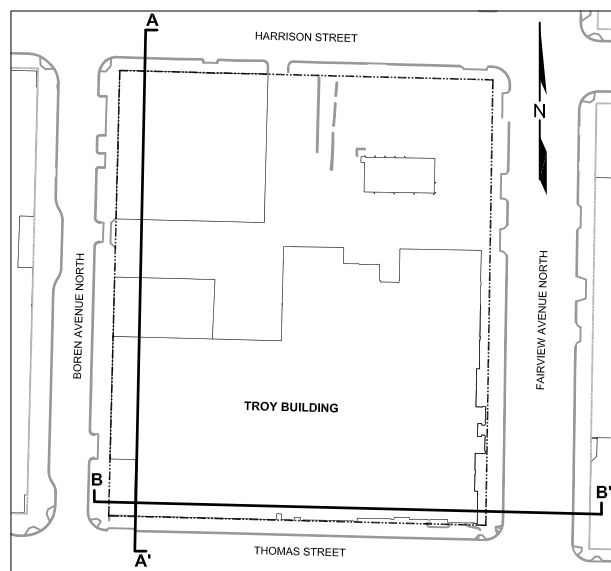 A
HARRISON STREET
N
BOREN AVENUE NORTH
FAIRVIEW AVENUE NORTH
TROY BUILDING
B
B'
THOMAS STREET
A'